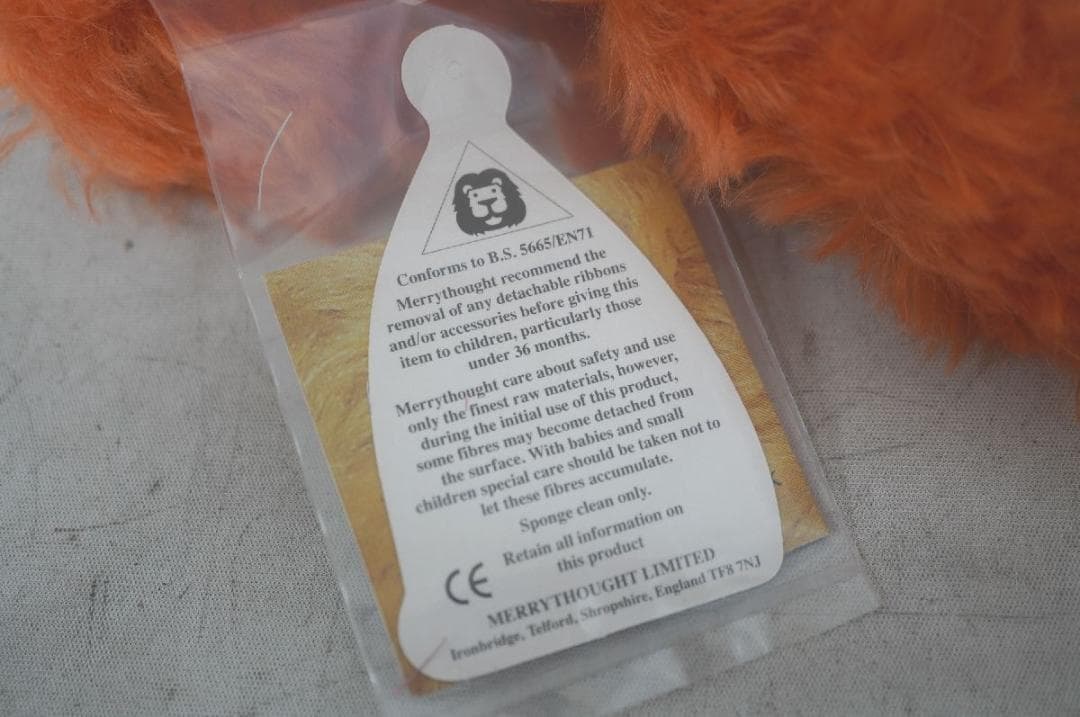 Conforms to B.S. 5665/EN71
Merrythought recommend the
removal of any detachable ribbons
and/or accessories before giving this
item to children, particularly those
under 36 months.
Merrythought care about safety and use
only the finest raw materials, however,
during the initial use of this product,
some fibres may become detached from
the surface. With babies and small
children special care should be taken not to
let these fibres accumulate.
Sponge clean only.
Retain all information on
this product
CE
MERRYTHOUGHT LIMITED
Ironbridge, Telford, Shropshire, England TF8 7NJ